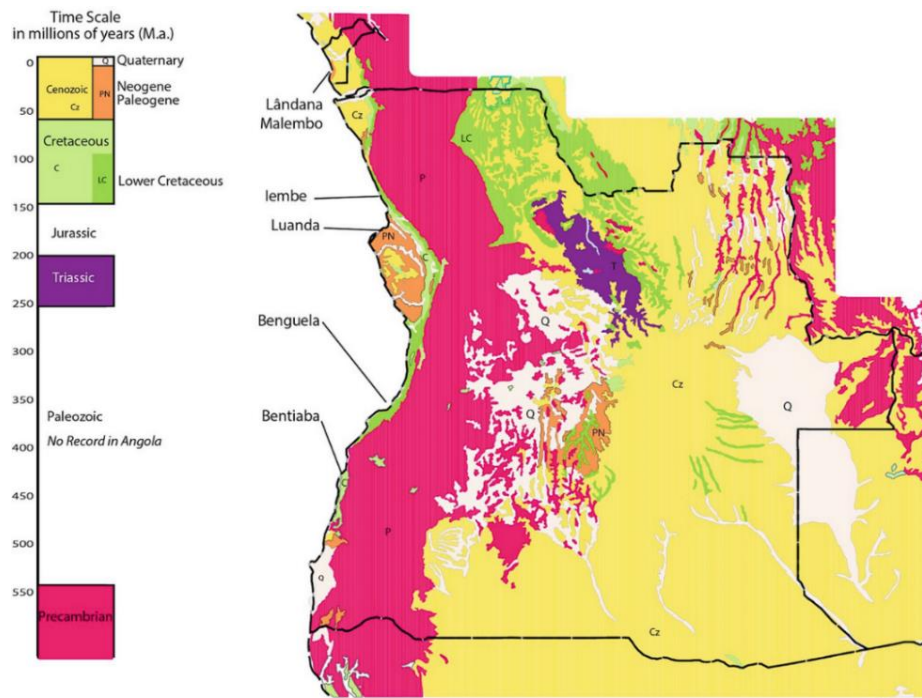 Time Scale
in millions of years (M.a.)
0
50
100
150
200
250
300
350
400
450
500
550
Q
Quaternary
Cenozoic
Cz
PN
Neogene
Paleogene
Cretaceous
C
LC
Lower Cretaceous
Jurassic
Triassic
Paleozoic
No Record in Angola
Precambrian
Lândana
Malembo
Iembe
Luanda
Benguela
Bentiaba
Cz
LC
P
PN
C
T
Q
Cz
Q
Q
PN
C
P
Q
Cz